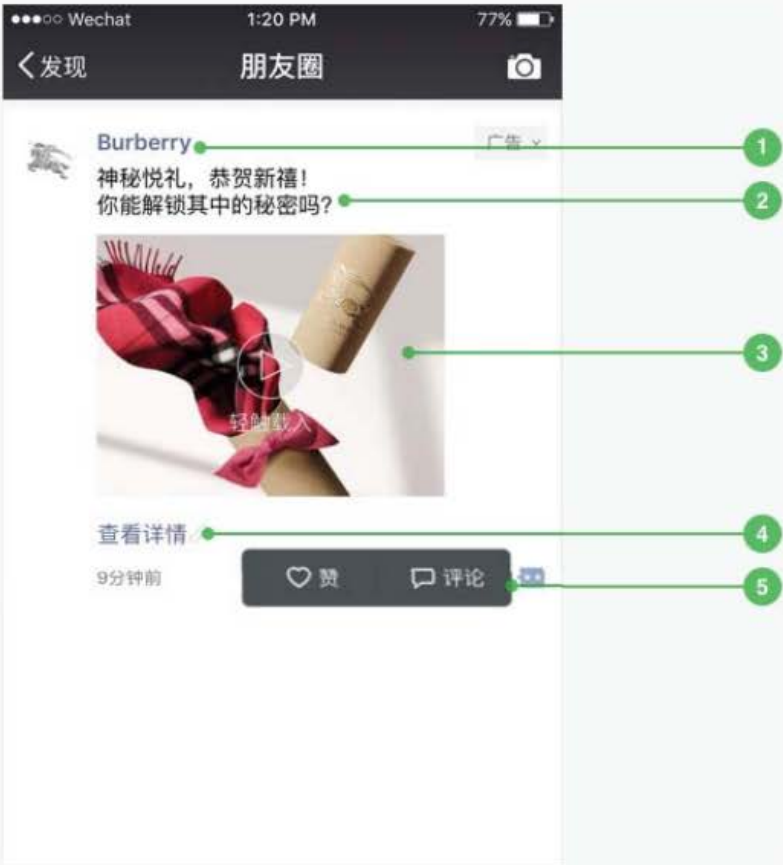 Wechat 1:20 PM 77%
发现 朋友圈
Burberry 广告
神秘悦礼，恭贺新禧！
你能解锁其中的秘密吗？
轻触载入
查看详情
9分钟前 赞 评论
1
2
3
4
5